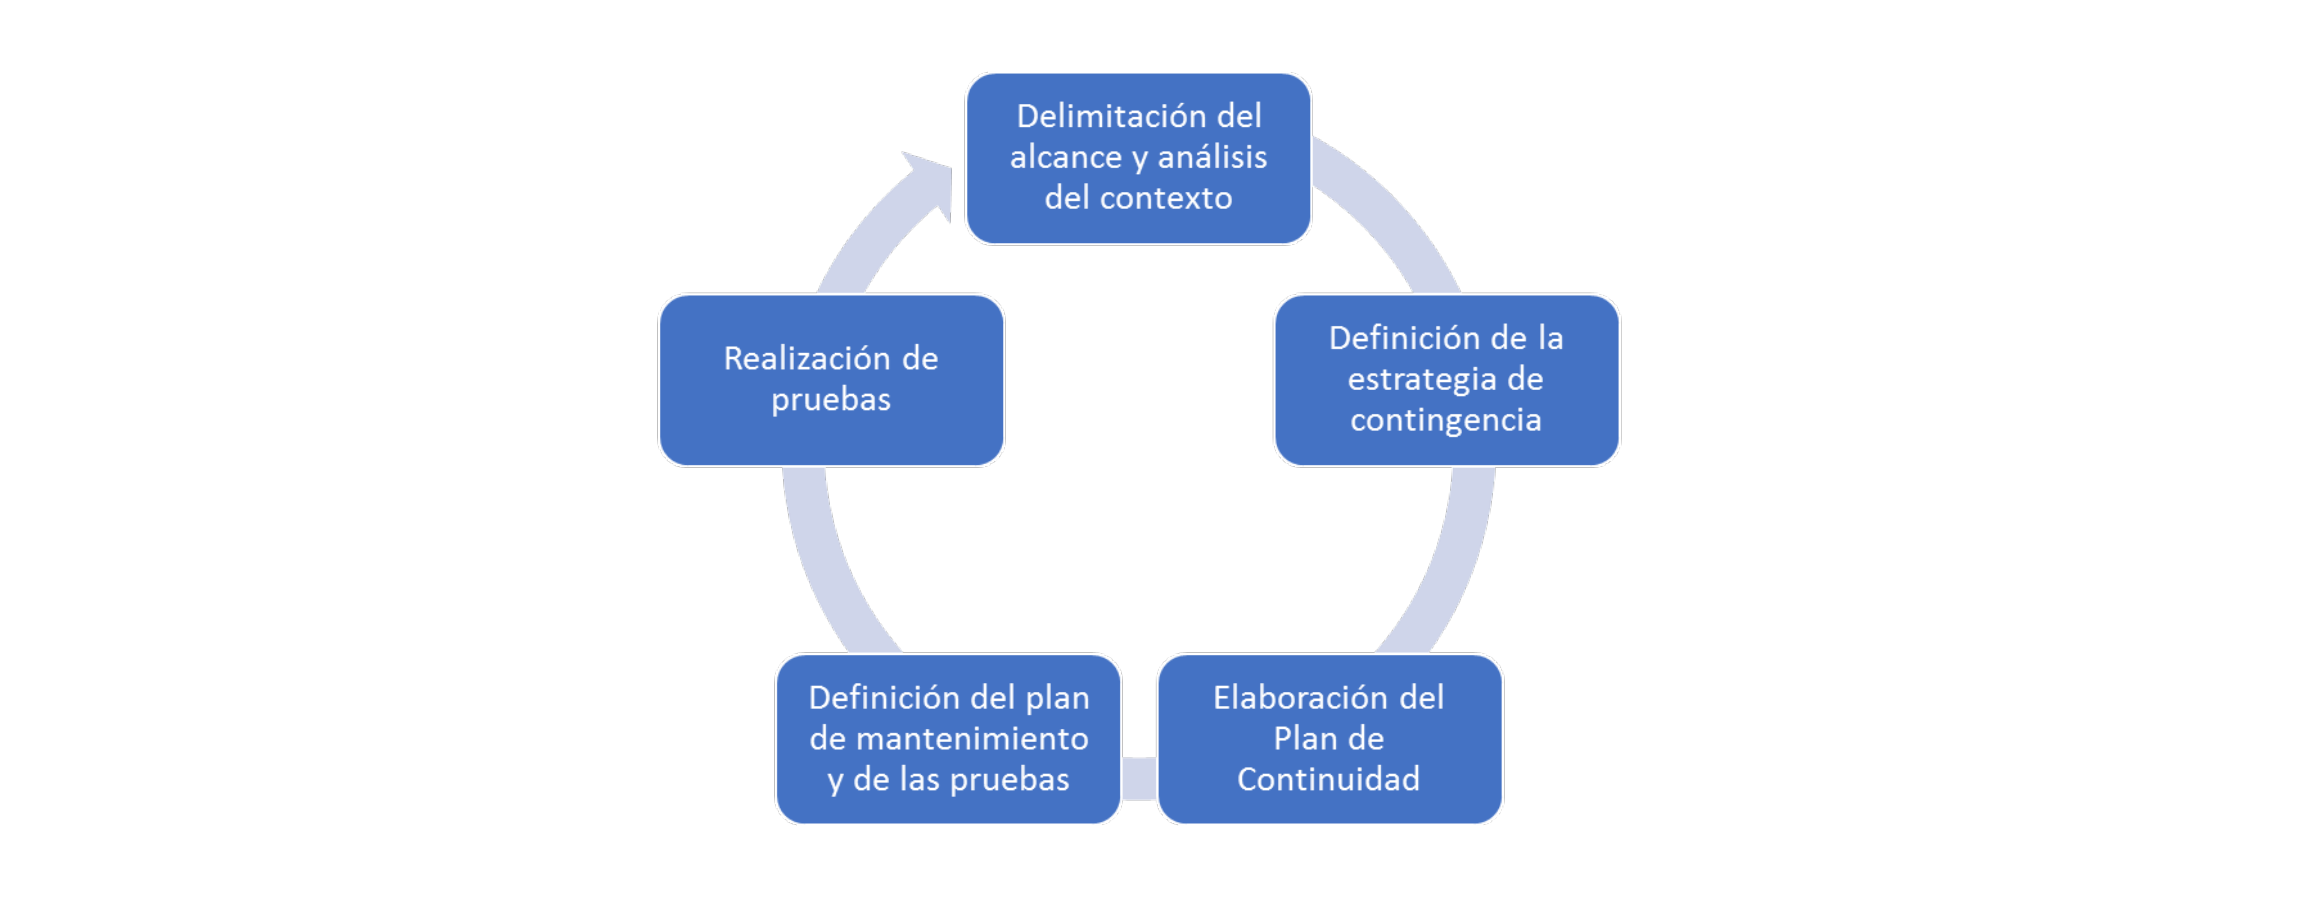 Delimitación del
alcance y análisis
del contexto
Definición de la
estrategia de
contingencia
Elaboración del
Plan de
Continuidad
Definición del plan
de mantenimiento
y de las pruebas
Realización de
pruebas